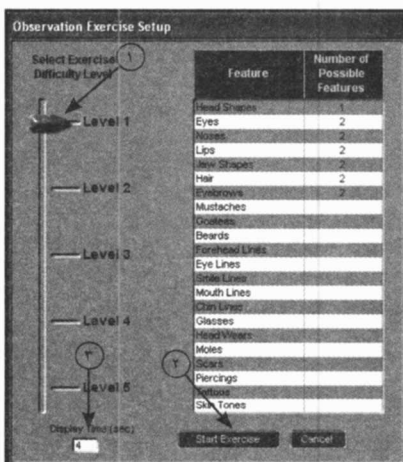 Observation Exercise Setup
Select Exercise
Difficulty Level
١
Level 1
Level 2
Level 3
Level 4
Level 5
٣
Display Time (sec)
4
Feature
Number of
Possible
Features
Head Shapes 1
Eyes 2
Noses 2
Lips 2
Jaw Shapes 2
Hair 2
Eyebrows 2
Mustaches
Goatees
Beards
Forehead Lines
Eye Lines
Smile Lines
Mouth Lines
Chin Lines
Glasses
Head Wears
Moles
Scars
Piercings
Tattoos
Skin Tones
٢
Start Exercise
Cancel